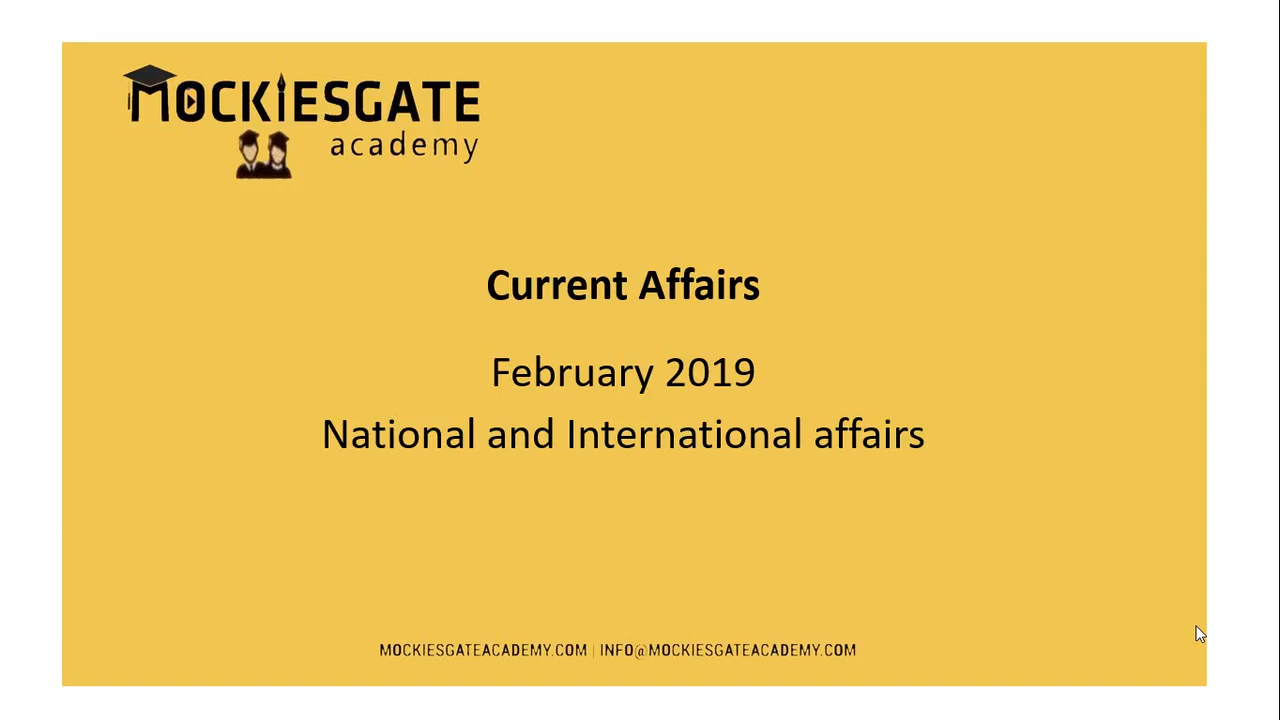 MOCKIESGATE
academy
Current Affairs
February 2019
National and International affairs
MOCKIESGATEACADEMY.COM | INFO@MOCKIESGATEACADEMY.COM